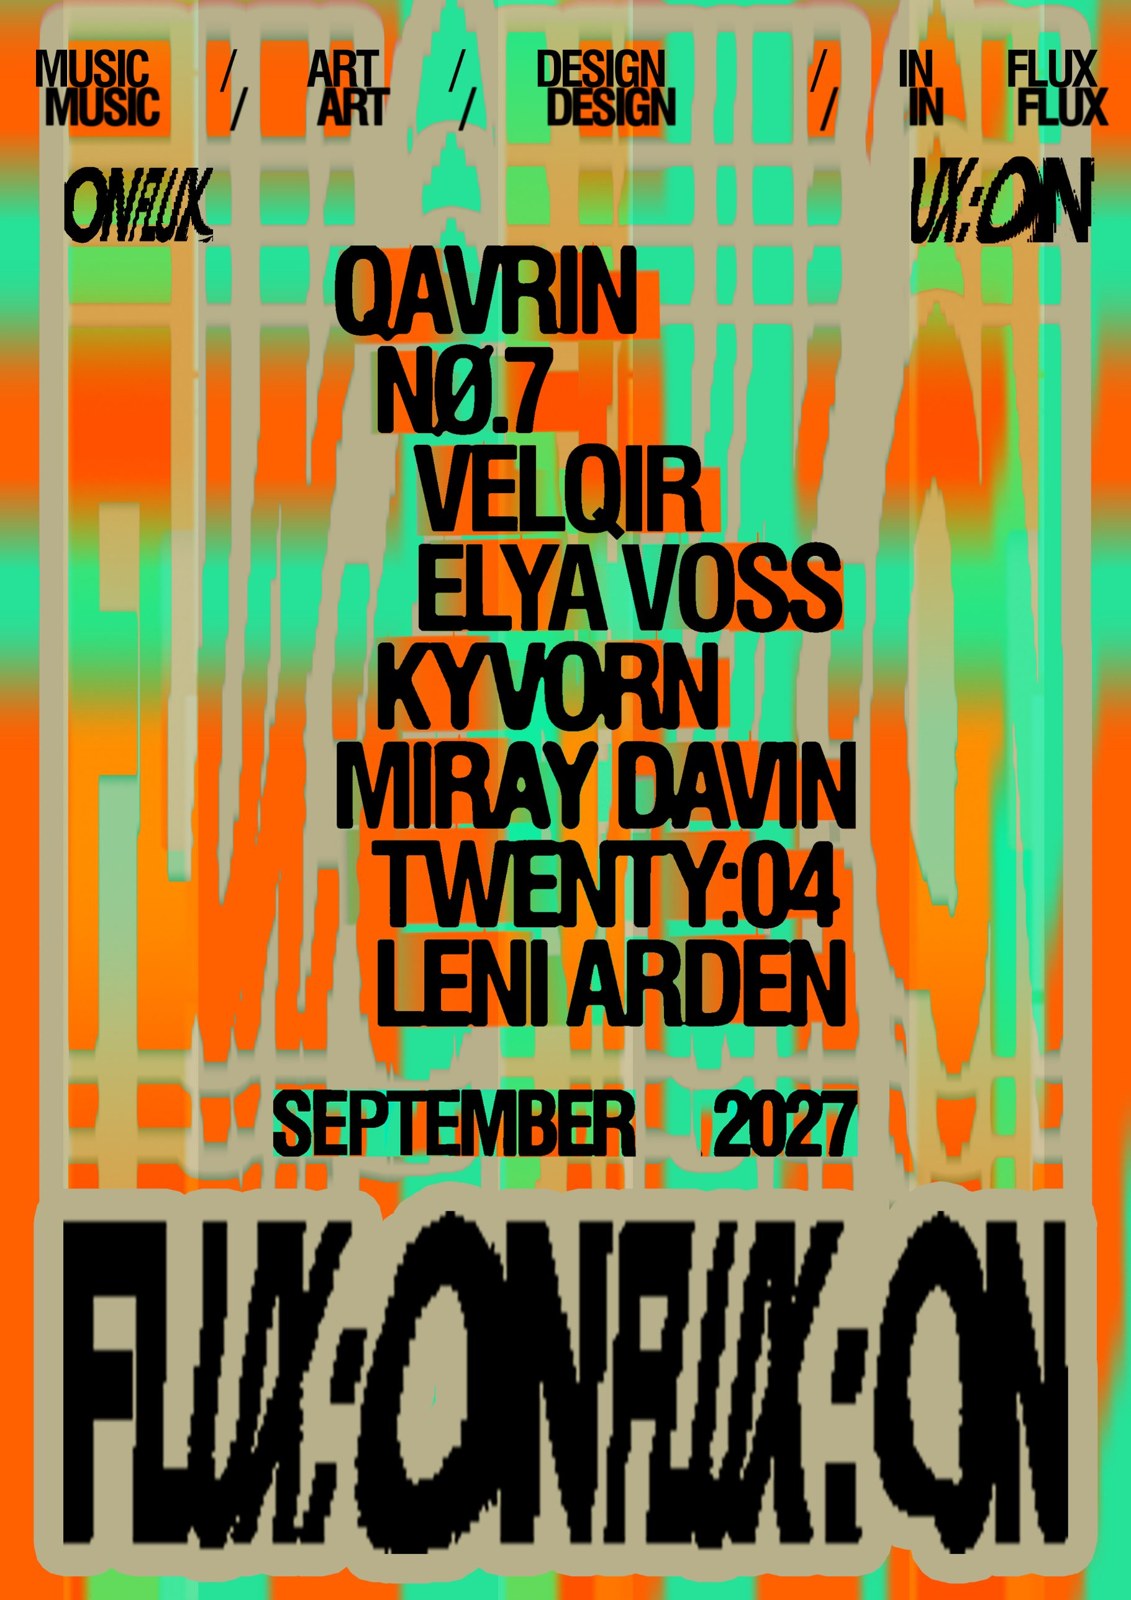 MUSIC / ART / DESIGN / IN FLUX
MUSIC / ART / DESIGN / IN FLUX
ONFLUX
UX:ON
QAVRIN
NØ.7
VELQIR
ELYA VOSS
KYVORN
MIRAY DAVIN
TWENTY:04
LENI ARDEN
SEPTEMBER 2027
FLUX:ONFLUX:ON